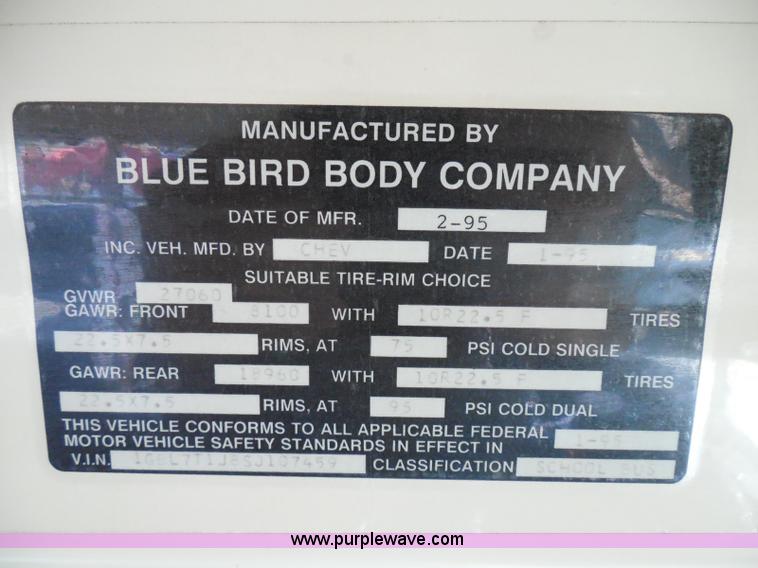 MANUFACTURED BY
BLUE BIRD BODY COMPANY
DATE OF MFR. 2-95
INC. VEH. MFD. BY CHEV DATE 1-95
SUITABLE TIRE-RIM CHOICE
GVWR 27060
GAWR: FRONT 8100 WITH 10R22.5 F TIRES
22.5X7.5 RIMS, AT 75 PSI COLD SINGLE
GAWR: REAR 18960 WITH 10R22.5 F TIRES
22.5X7.5 RIMS, AT 95 PSI COLD DUAL
THIS VEHICLE CONFORMS TO ALL APPLICABLE FEDERAL
MOTOR VEHICLE SAFETY STANDARDS IN EFFECT IN 1-95
V.I.N. 1GBL7T1J8SJ107459 CLASSIFICATION SCHOOL BUS
www.purplewave.com